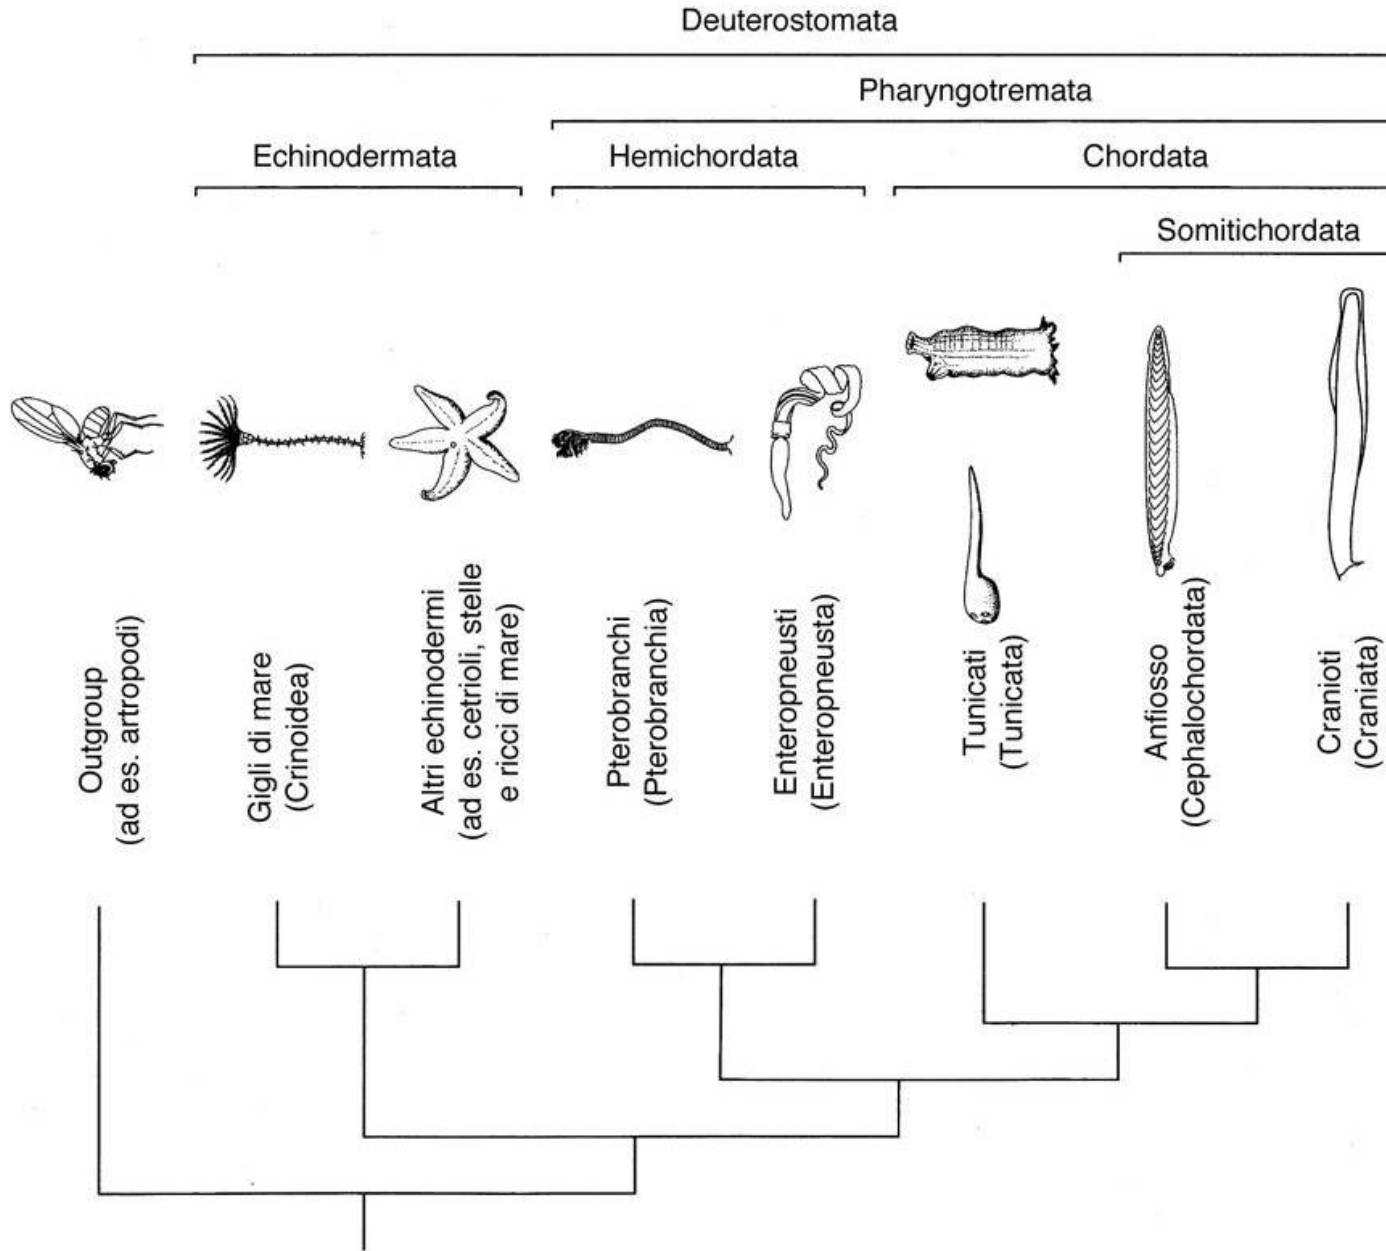 Deuterostomata
Pharyngotremata
Echinodermata
Hemichordata
Chordata
Somitichordata
Outgroup
(ad es. artropodi)
Gigli di mare
(Crinoidea)
Altri echinodermi
(ad es. cetrioli, stelle
e ricci di mare)
Pterobranchi
(Pterobranchia)
Enteropneusti
(Enteropneusta)
Tunicati
(Tunicata)
Anfiosso
(Cephalochordata)
Cranioti
(Craniata)